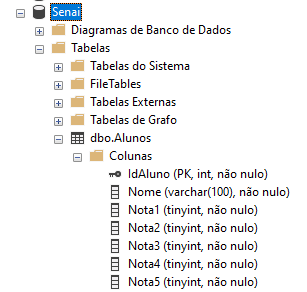 Senai
Diagramas de Banco de Dados
Tabelas
Tabelas do Sistema
FileTables
Tabelas Externas
Tabelas de Grafo
dbo.Alunos
Colunas
IdAluno (PK, int, não nulo)
Nome (varchar(100), não nulo)
Nota1 (tinyint, não nulo)
Nota2 (tinyint, não nulo)
Nota3 (tinyint, não nulo)
Nota4 (tinyint, não nulo)
Nota5 (tinyint, não nulo)